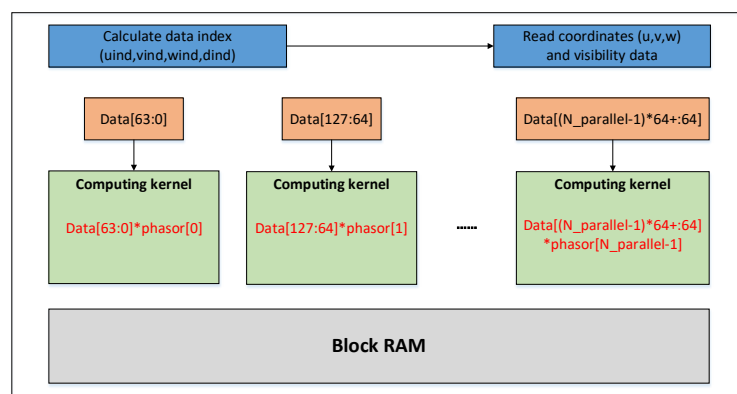 Calculate data index
(uind,vind,wind,dind)
Read coordinates (u,v,w)
and visibility data
Data[63:0]
Data[127:64]
Data[(N_parallel-1)*64+:64]
Computing kernel
Data[63:0]*phasor[0]
Computing kernel
Data[127:64]*phasor[1]
......
Computing kernel
Data[(N_parallel-1)*64+:64]
*phasor[N_parallel-1]
Block RAM